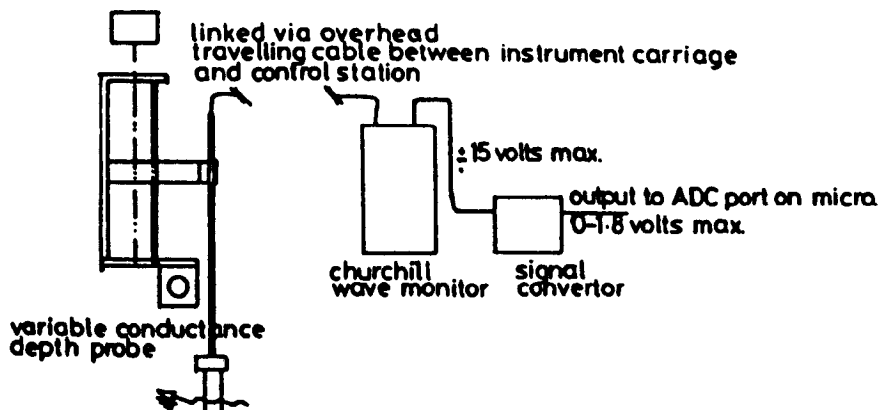 linked via overhead
travelling cable between instrument carriage
and control station
±15 volts max.
output to ADC port on micro
0-1·8 volts max.
churchill
wave monitor
signal
convertor
variable conductance
depth probe